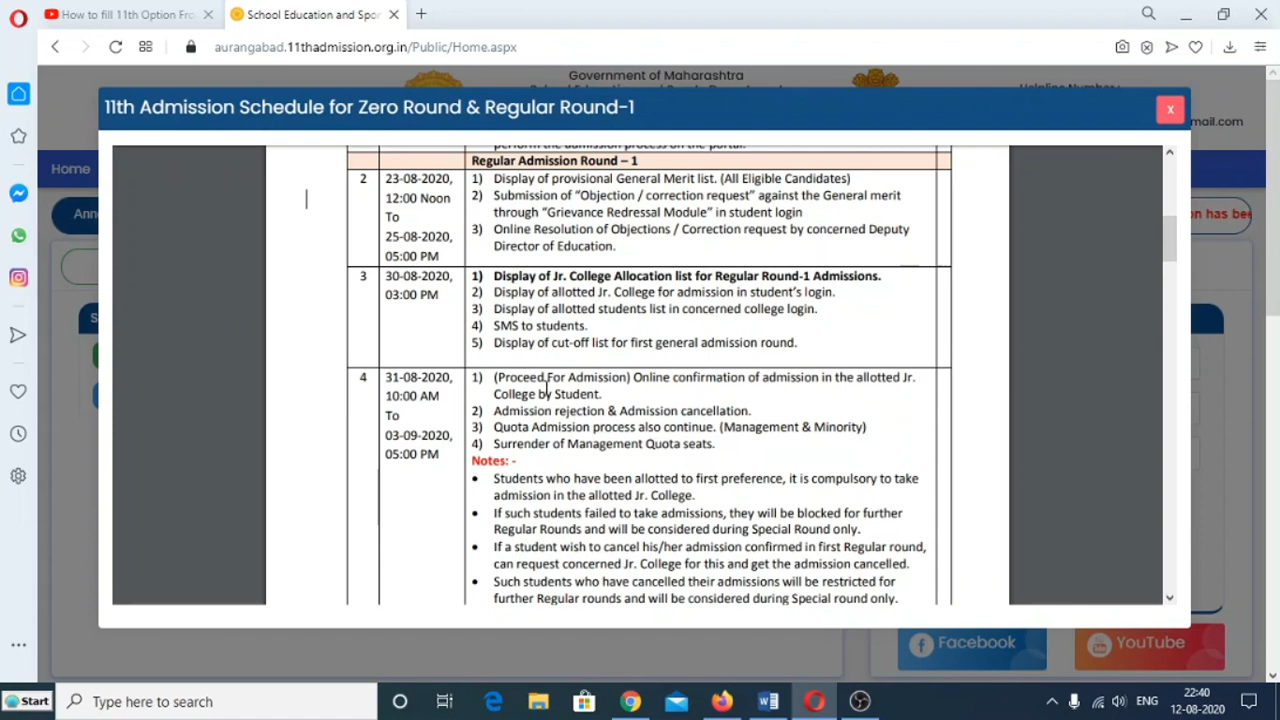 How to fill 11th Option Fro
School Education and Spor
aurangabad.11thadmission.org.in/Public/Home.aspx
Government of Maharashtra
11th Admission Schedule for Zero Round & Regular Round-1
x
mail.com
Home
Ann
n has bee
perform the admission process on the portal.
Regular Admission Round – 1
2 23-08-2020, 1) Display of provisional General Merit list. (All Eligible Candidates)
12:00 Noon 2) Submission of “Objection / correction request” against the General merit
To through “Grievance Redressal Module” in student login
25-08-2020, 3) Online Resolution of Objections / Correction request by concerned Deputy
05:00 PM Director of Education.
3 30-08-2020, 1) Display of Jr. College Allocation list for Regular Round-1 Admissions.
03:00 PM 2) Display of allotted Jr. College for admission in student’s login.
3) Display of allotted students list in concerned college login.
4) SMS to students.
5) Display of cut-off list for first general admission round.
4 31-08-2020, 1) (Proceed For Admission) Online confirmation of admission in the allotted Jr.
10:00 AM College by Student.
To 2) Admission rejection & Admission cancellation.
03-09-2020, 3) Quota Admission process also continue. (Management & Minority)
05:00 PM 4) Surrender of Management Quota seats.
Notes: -
• Students who have been allotted to first preference, it is compulsory to take
admission in the allotted Jr. College.
• If such students failed to take admissions, they will be blocked for further
Regular Rounds and will be considered during Special Round only.
• If a student wish to cancel his/her admission confirmed in first Regular round,
can request concerned Jr. College for this and get the admission cancelled.
• Such students who have cancelled their admissions will be restricted for
further Regular rounds and will be considered during Special round only.
Facebook
YouTube
Start
Type here to search
ENG
22:40
12-08-2020